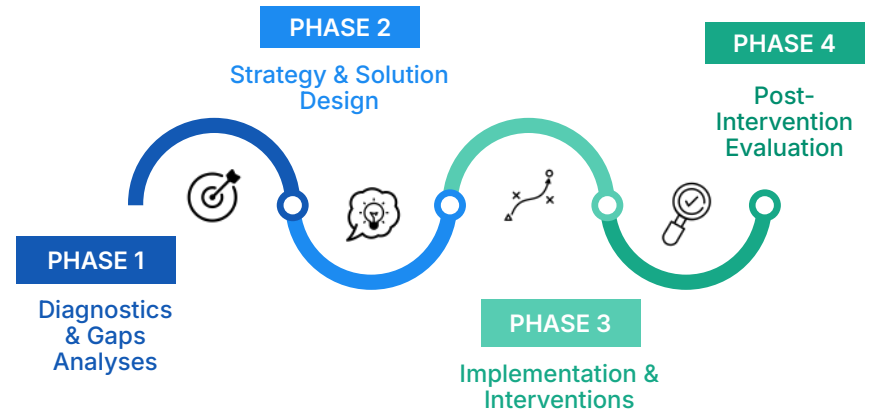 PHASE 1
Diagnostics
& Gaps
Analyses
PHASE 2
Strategy & Solution
Design
PHASE 3
Implementation &
Interventions
PHASE 4
Post-
Intervention
Evaluation